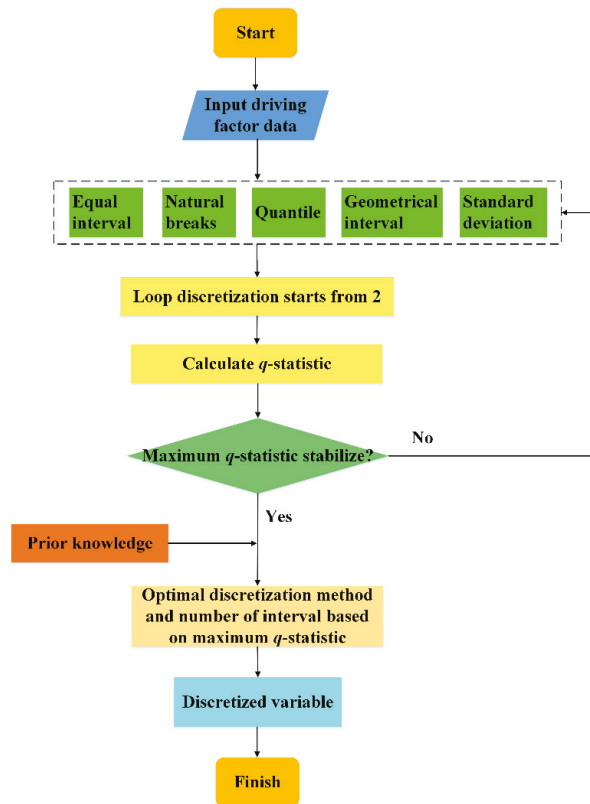 Start
Input driving
factor data
Equal
interval
Natural
breaks
Quantile
Geometrical
interval
Standard
deviation
Loop discretization starts from 2
Calculate q-statistic
Maximum q-statistic stabilize?
No
Yes
Prior knowledge
Optimal discretization method
and number of interval based
on maximum q-statistic
Discretized variable
Finish